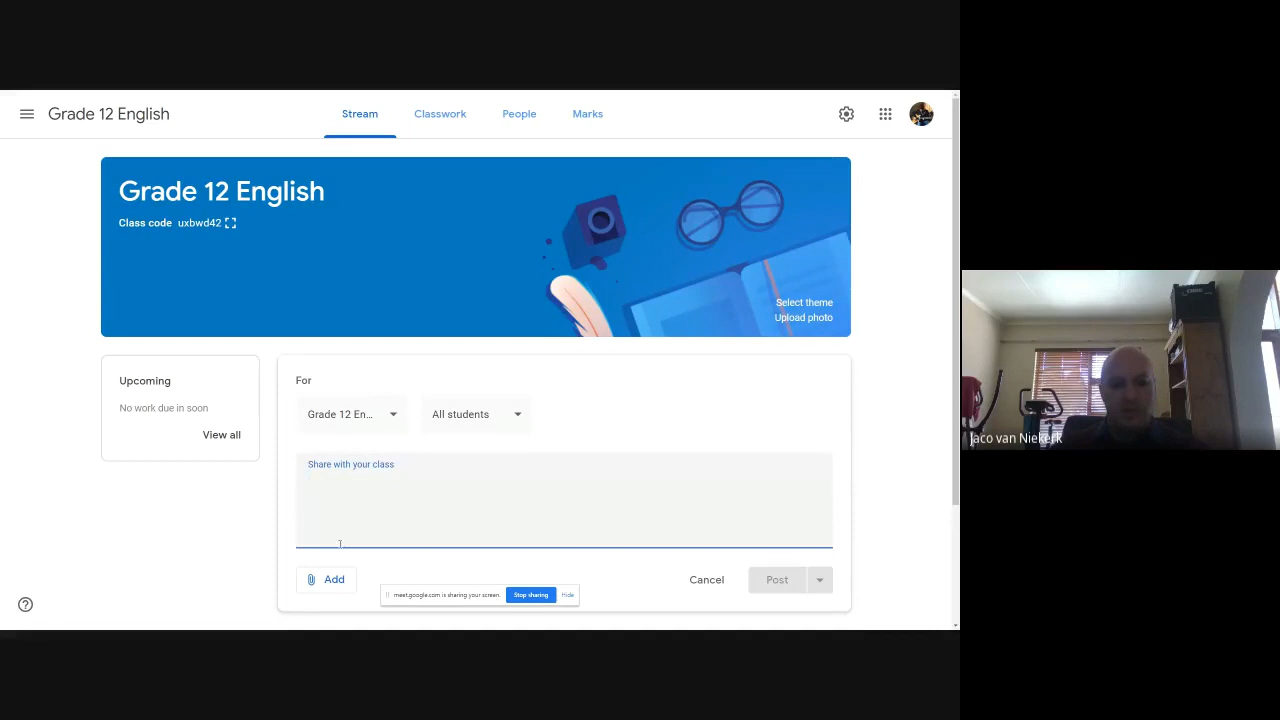 Grade 12 English
Stream
Classwork
People
Marks
Grade 12 English
Class code uxbwd42
Select theme
Upload photo
Upcoming
No work due in soon
View all
For
Grade 12 En...
All students
Share with your class
Add
Cancel
Post
meet.google.com is sharing your screen.
Stop sharing
Hide
Jaco van Niekerk